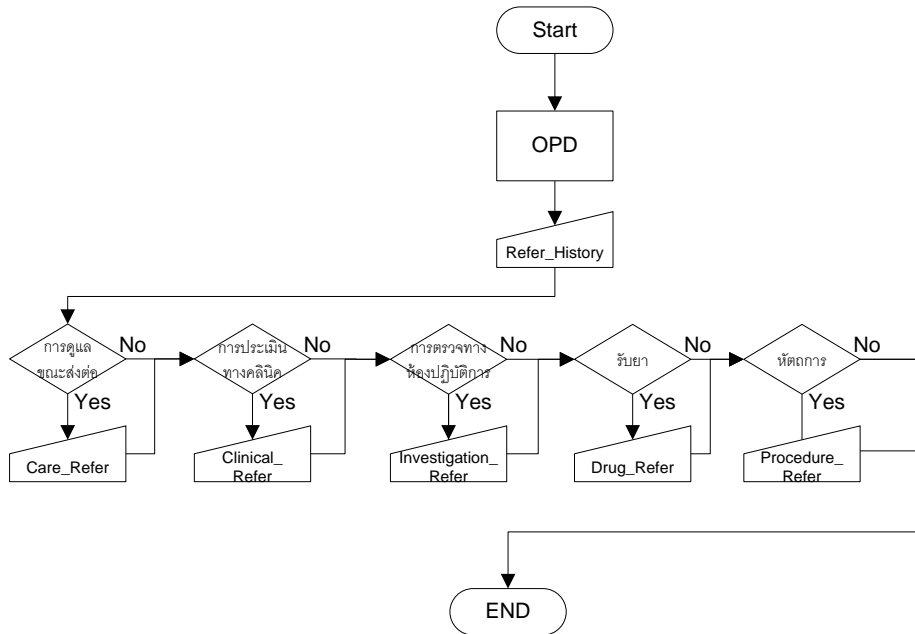 Start
OPD
Refer_History
การดูแล
ขณะส่งต่อ
No
Yes
Care_Refer
การประเมิน
ทางคลินิค
No
Yes
Clinical_
Refer
การตรวจทาง
ห้องปฏิบัติการ
No
Yes
Investigation_
Refer
รับยา
No
Yes
Drug_Refer
หัตถการ
No
Yes
Procedure_
Refer
END